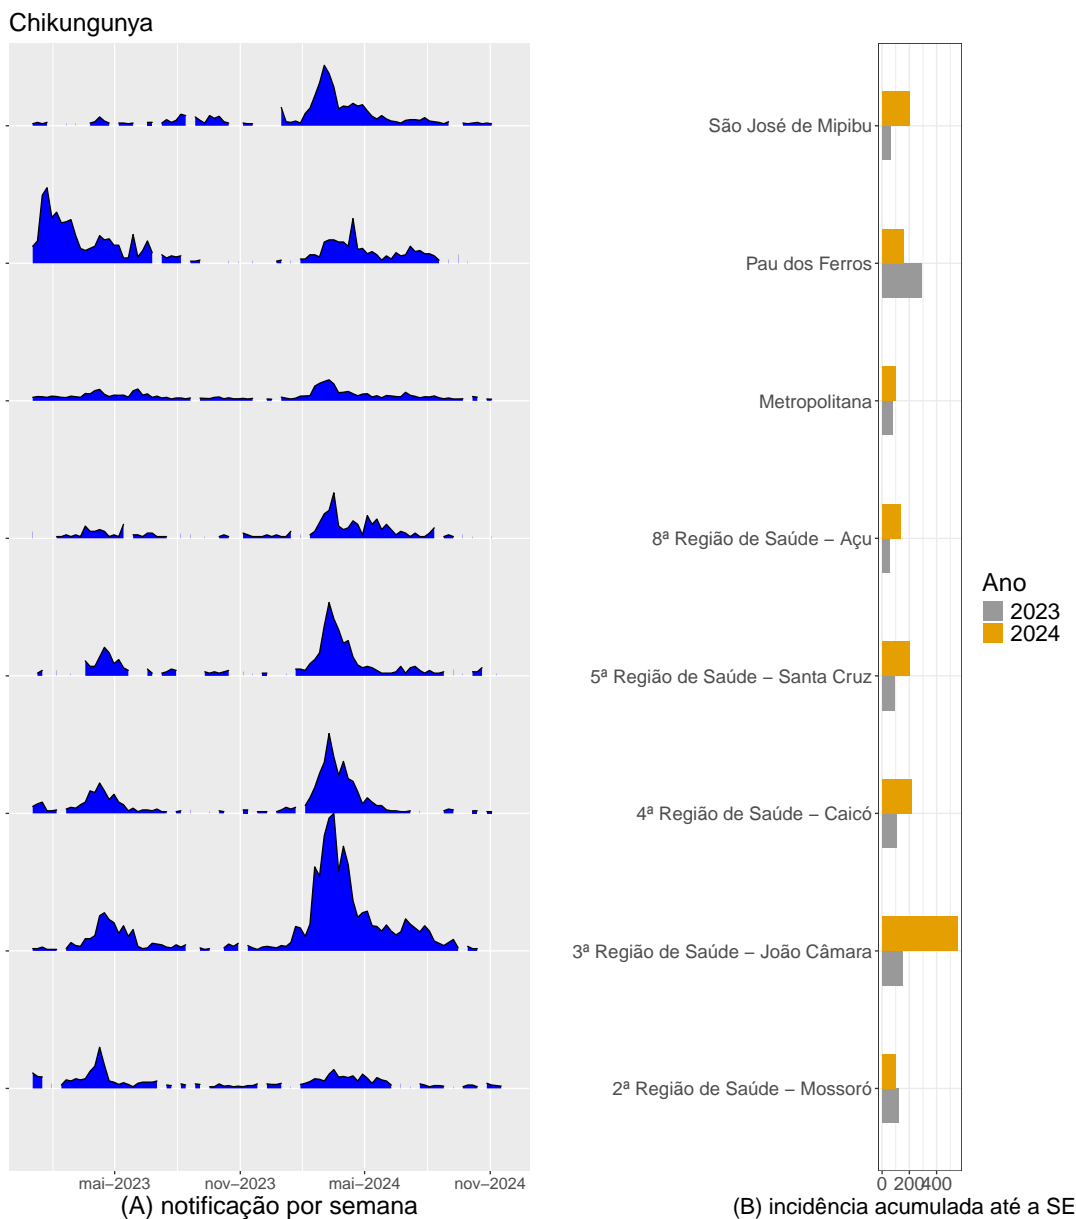 Chikungunya
São José de Mipibu
Pau dos Ferros
Metropolitana
8ª Região de Saúde – Açu
5ª Região de Saúde – Santa Cruz
4ª Região de Saúde – Caicó
3ª Região de Saúde – João Câmara
2ª Região de Saúde – Mossoró
Ano
2023
2024
mai–2023 nov–2023 mai–2024 nov–2024
0 200 400
(A) notificação por semana
(B) incidência acumulada até a SE